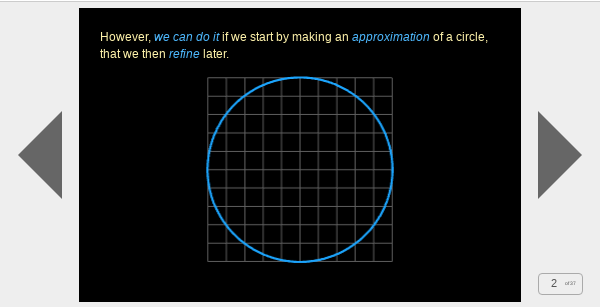 However, we can do it if we start by making an approximation of a circle,
that we then refine later.
2 of 37